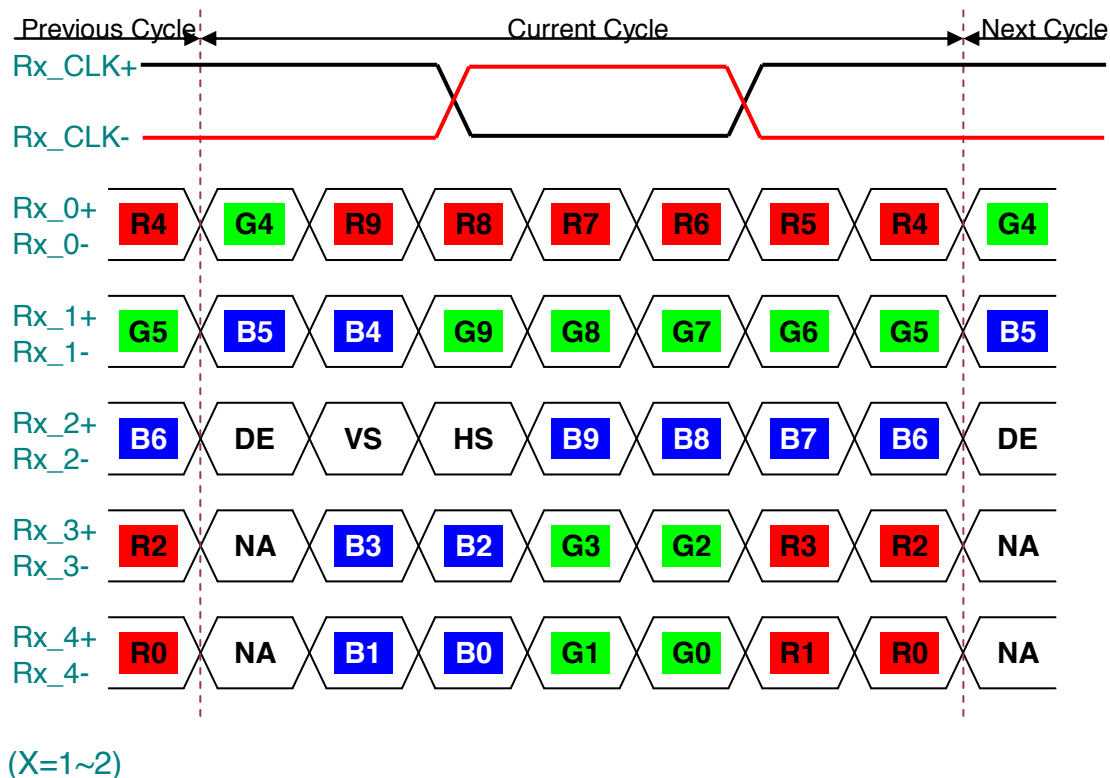 Previous Cycle Current Cycle Next Cycle
Rx_CLK+
Rx_CLK-
Rx_0+
Rx_0-
R4 G4 R9 R8 R7 R6 R5 R4 G4
Rx_1+
Rx_1-
G5 B5 B4 G9 G8 G7 G6 G5 B5
Rx_2+
Rx_2-
B6 DE VS HS B9 B8 B7 B6 DE
Rx_3+
Rx_3-
R2 NA B3 B2 G3 G2 R3 R2 NA
Rx_4+
Rx_4-
R0 NA B1 B0 G1 G0 R1 R0 NA
(X=1~2)